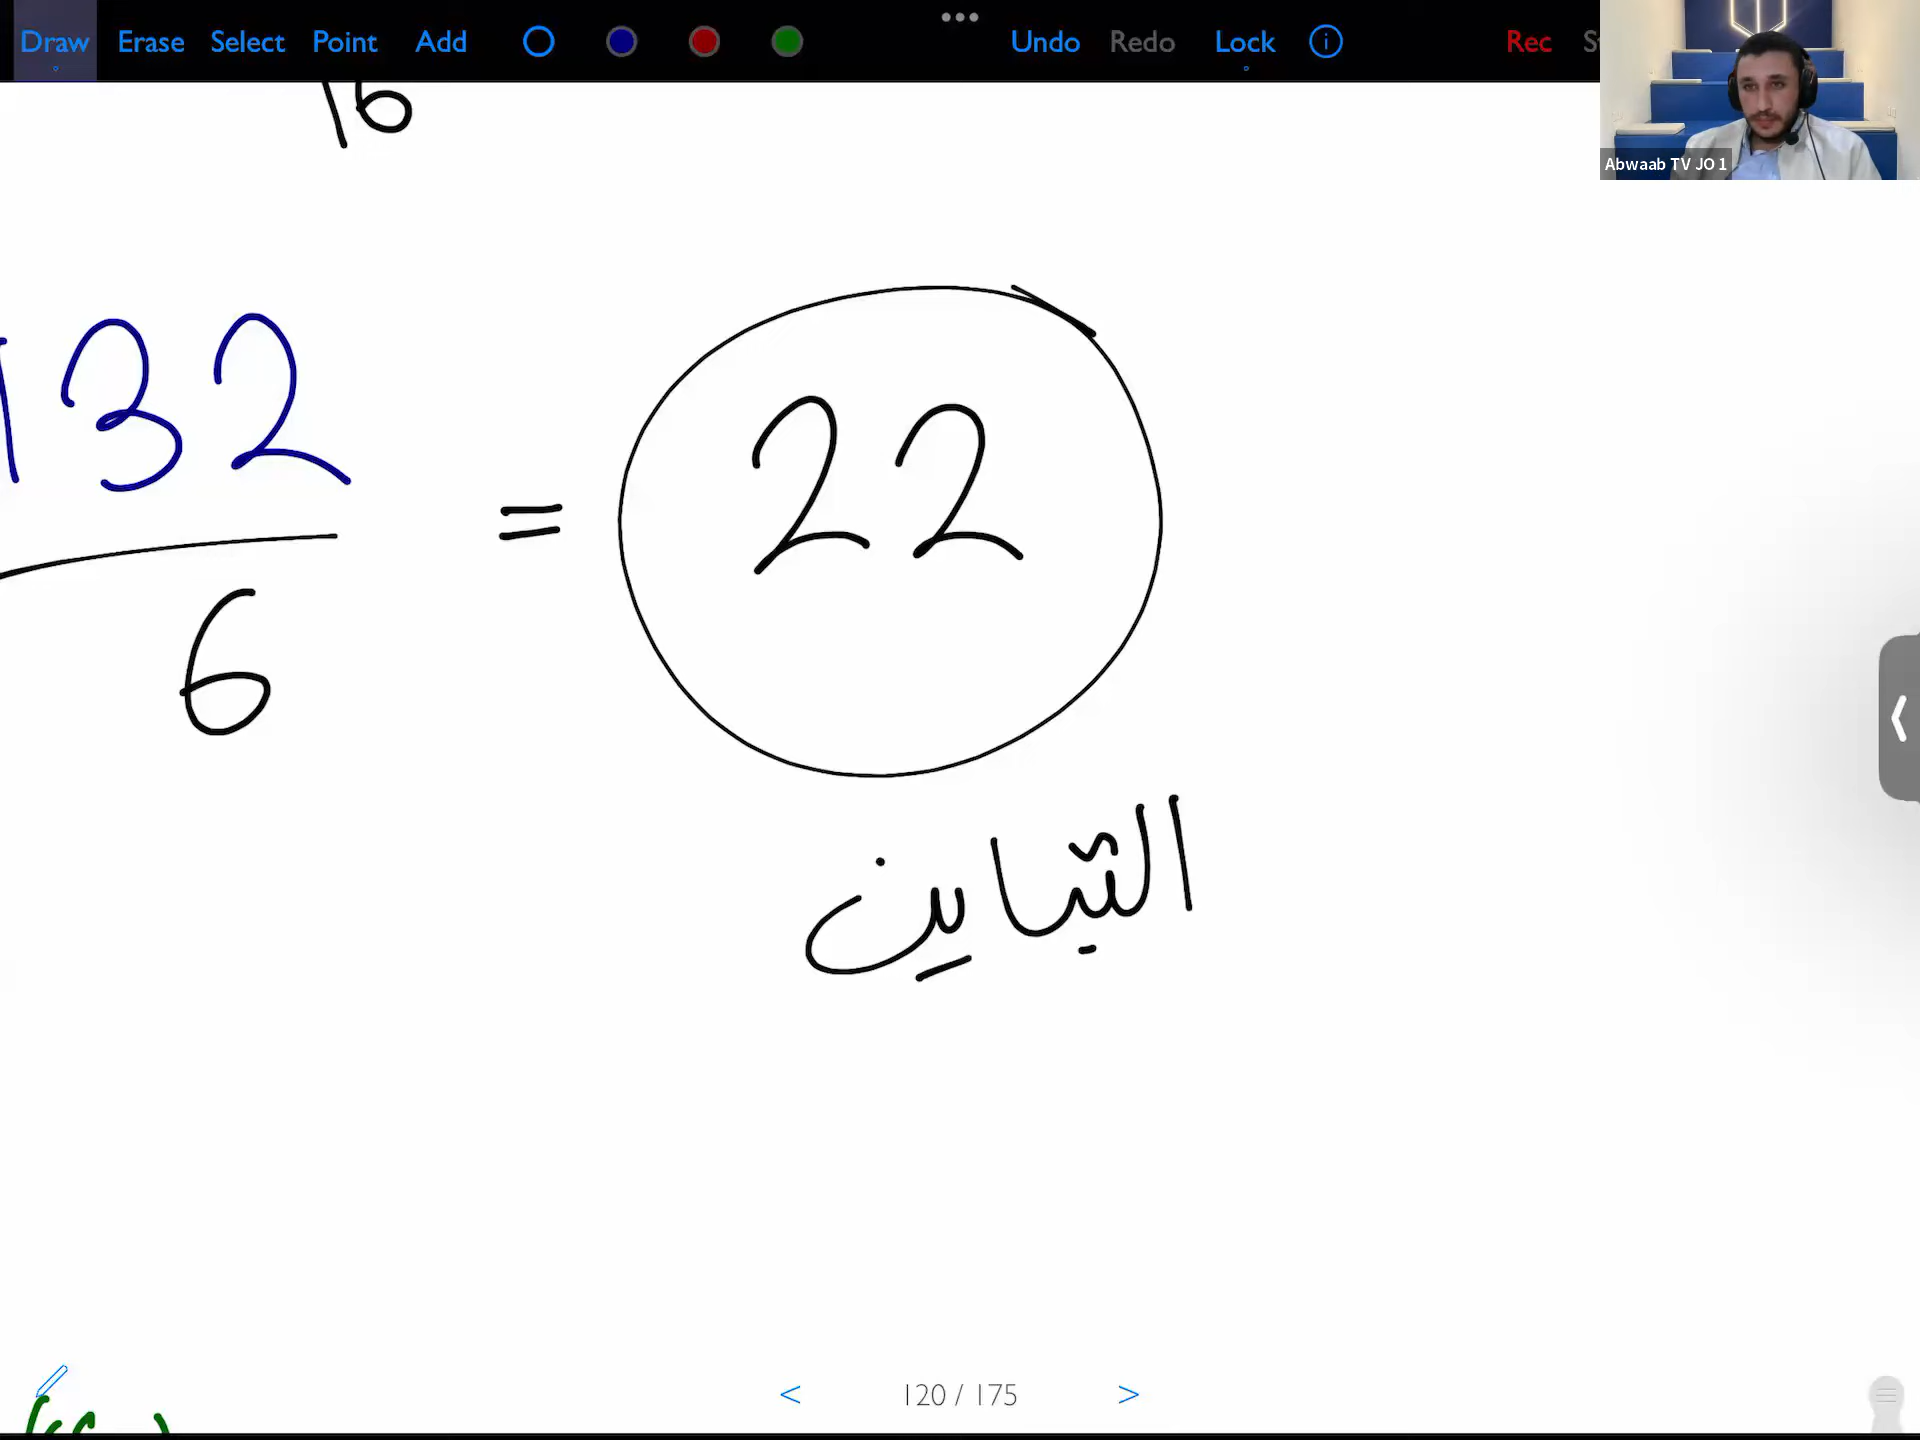 Draw Erase Select Point Add Undo Redo Lock Rec
Abwaab TV JO 1
16
132
6
= 22
التباين
120 / 175